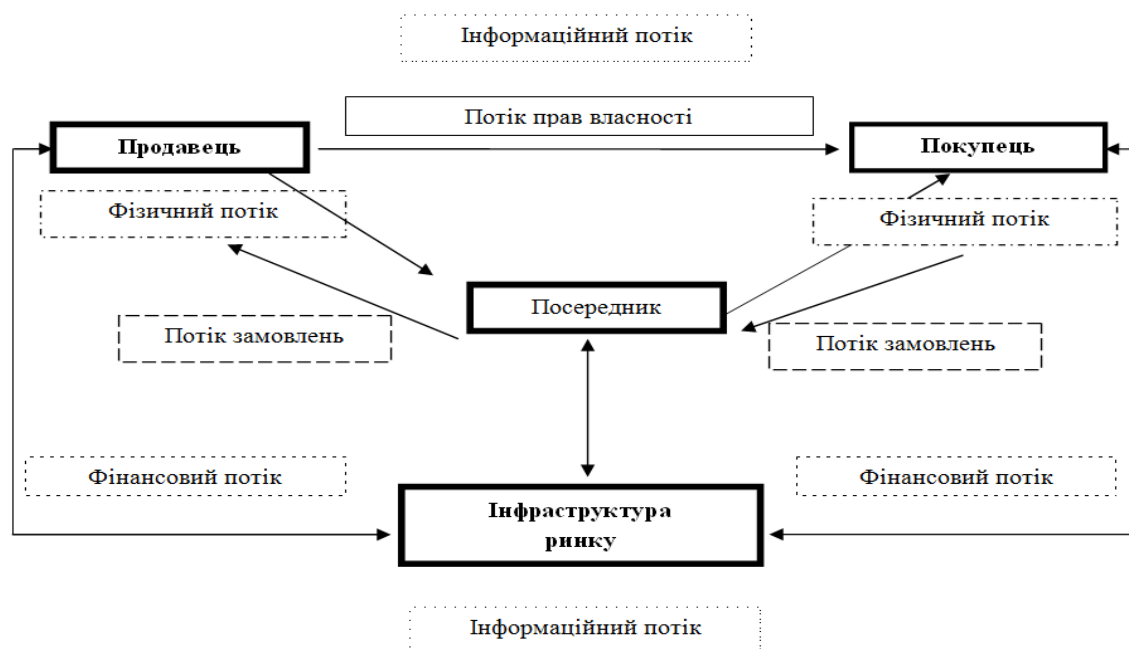 Інформаційний потік
Потік прав власності
Продавець
Покупець
Фізичний потік
Фізичний потік
Посередник
Потік замовлень
Потік замовлень
Фінансовий потік
Фінансовий потік
Інфраструктура
ринку
Інформаційний потік